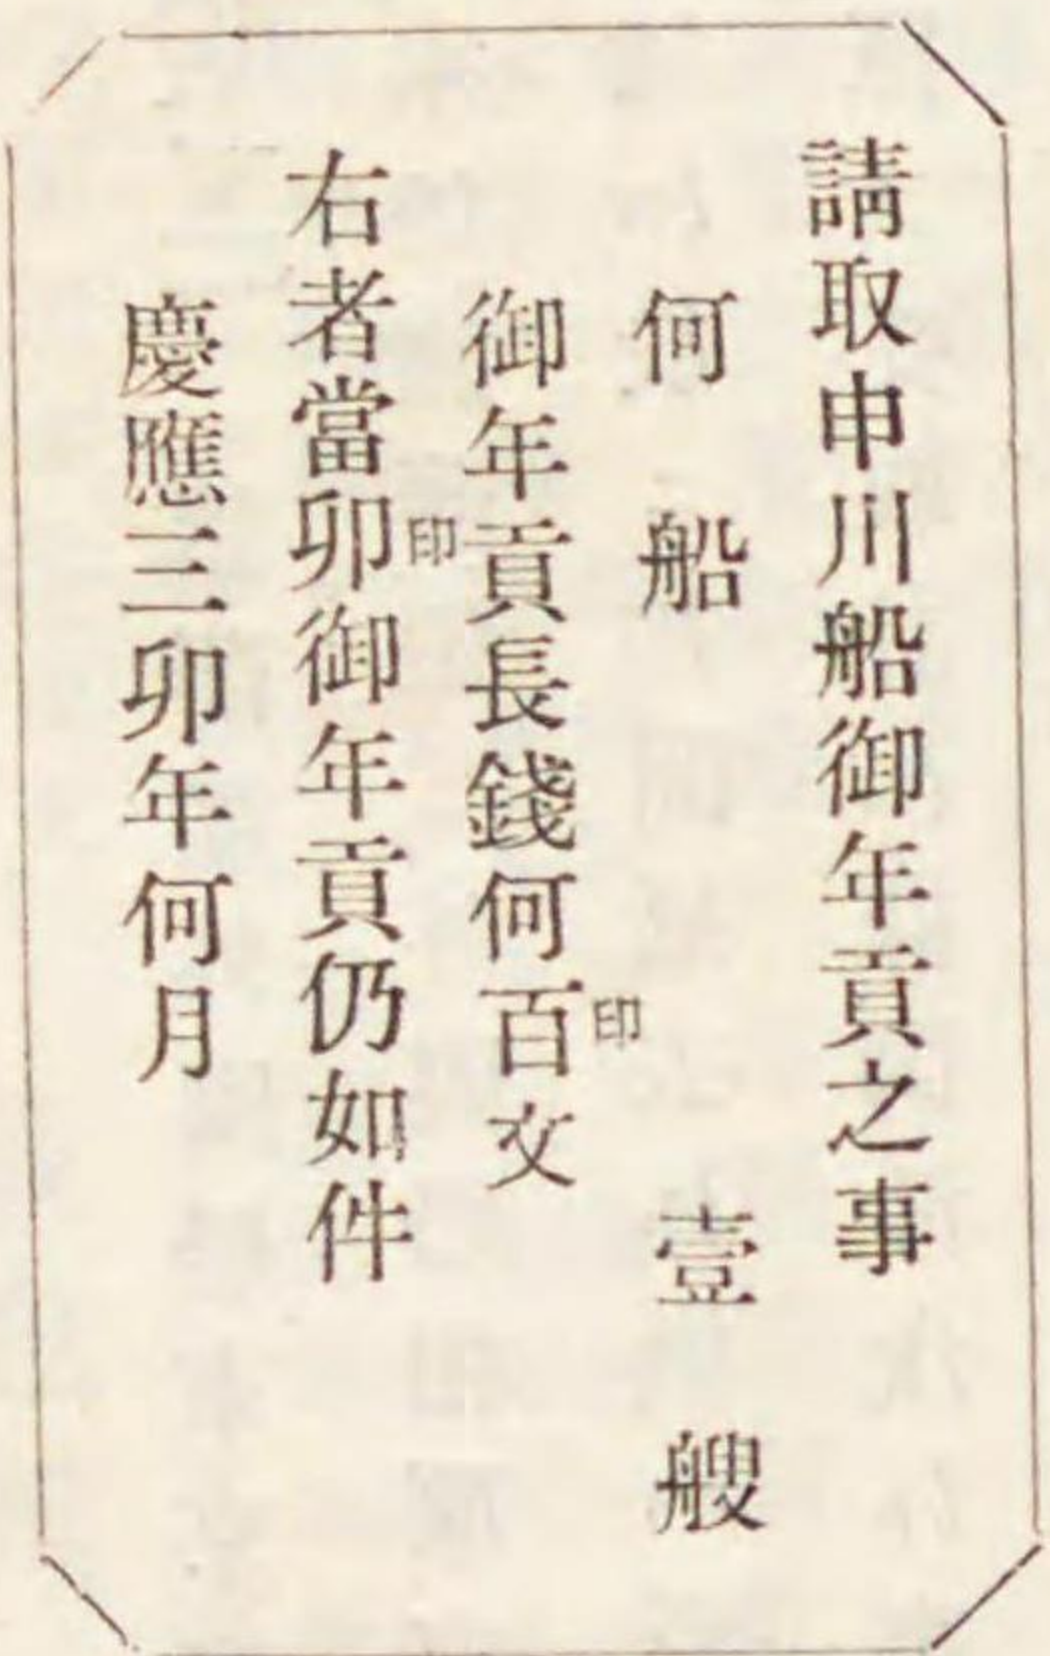 請取申川船御年貢之事
何船壹艘
御年貢長錢何百文
印
右者當卯御年貢仍如件
印
慶應三卯年何月